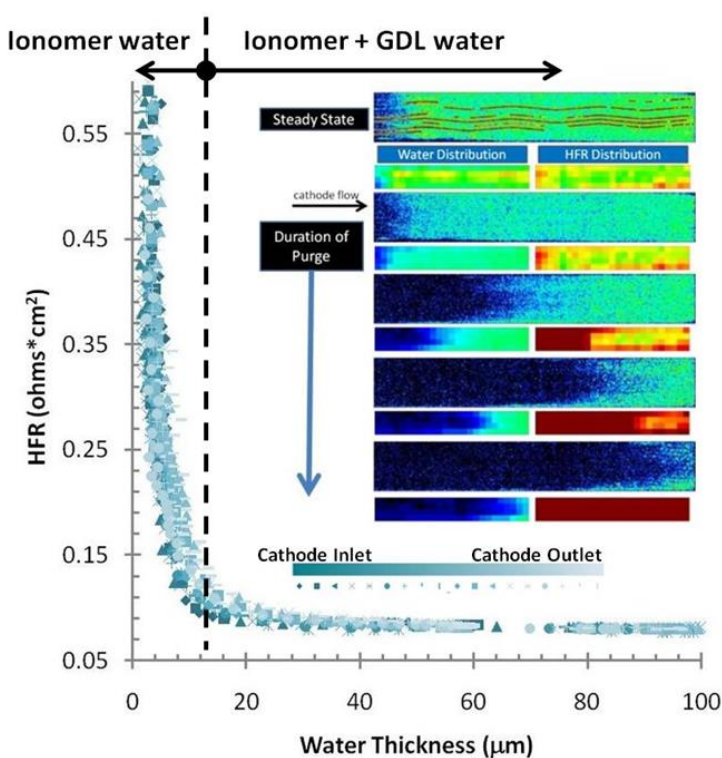 Ionomer water
Ionomer + GDL water
Steady State
Water Distribution
HFR Distribution
cathode flow
Duration of
Purge
Cathode Inlet
Cathode Outlet
0.55
0.45
0.35
0.25
0.15
0.05
HFR (ohms*cm²)
0
20
40
60
80
100
Water Thickness (μm)